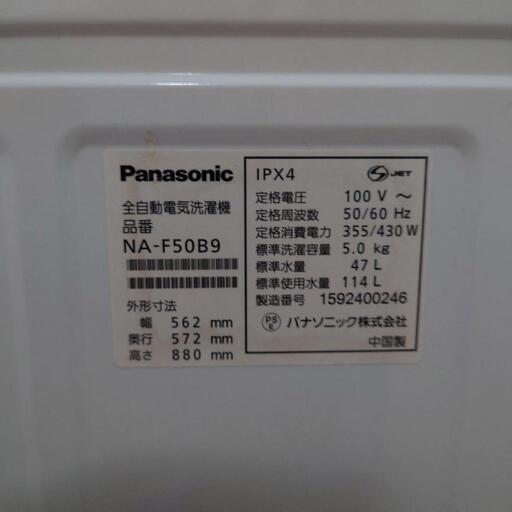 Panasonic
全自動電気洗濯機
品番
NA-F50B9
外形寸法
幅 562 mm
奥行 572 mm
高さ 880 mm
IPX4
S JET
定格電圧 100 V ～
定格周波数 50/60 Hz
定格消費電力 355/430 W
標準洗濯容量 5.0 kg
標準水量 47 L
標準使用水量 114 L
製造番号 1592400246
PS E パナソニック株式会社
中国製